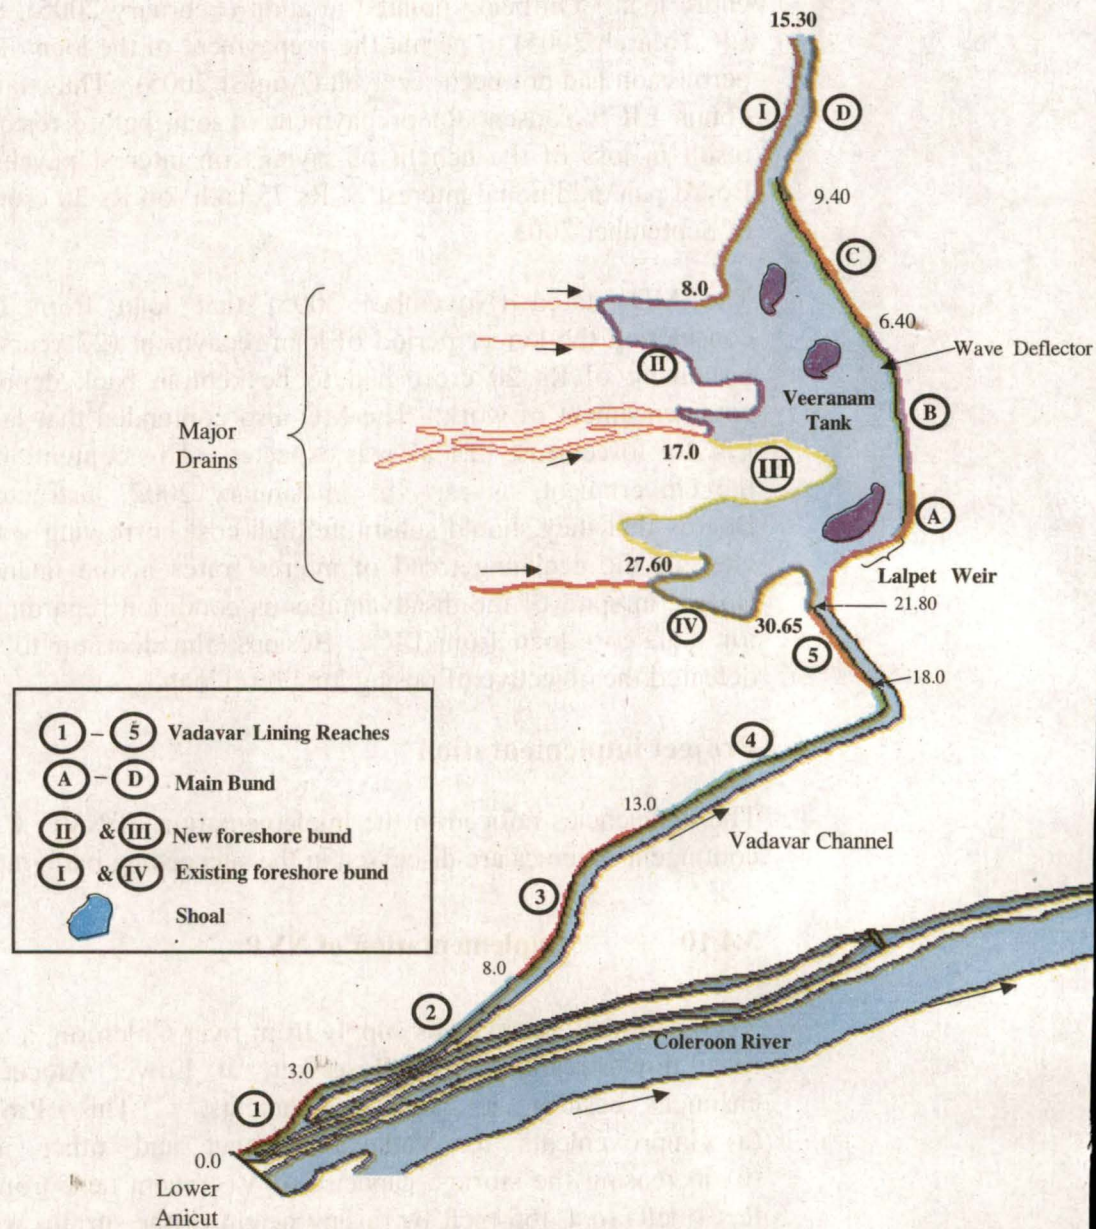 15.30
I
D
9.40
C
8.0
6.40
Wave Deflector
II
Veeranam
Tank
B
Major
Drains
17.0
III
A
27.60
Lalpet Weir
21.80
IV
30.65
5
18.0
1 – 5 Vadavar Lining Reaches
A – D Main Bund
II & III New foreshore bund
I & IV Existing foreshore bund
Shoal
4
13.0
Vadavar Channel
3
8.0
2
Coleroon River
3.0
1
0.0
Lower
Anicut